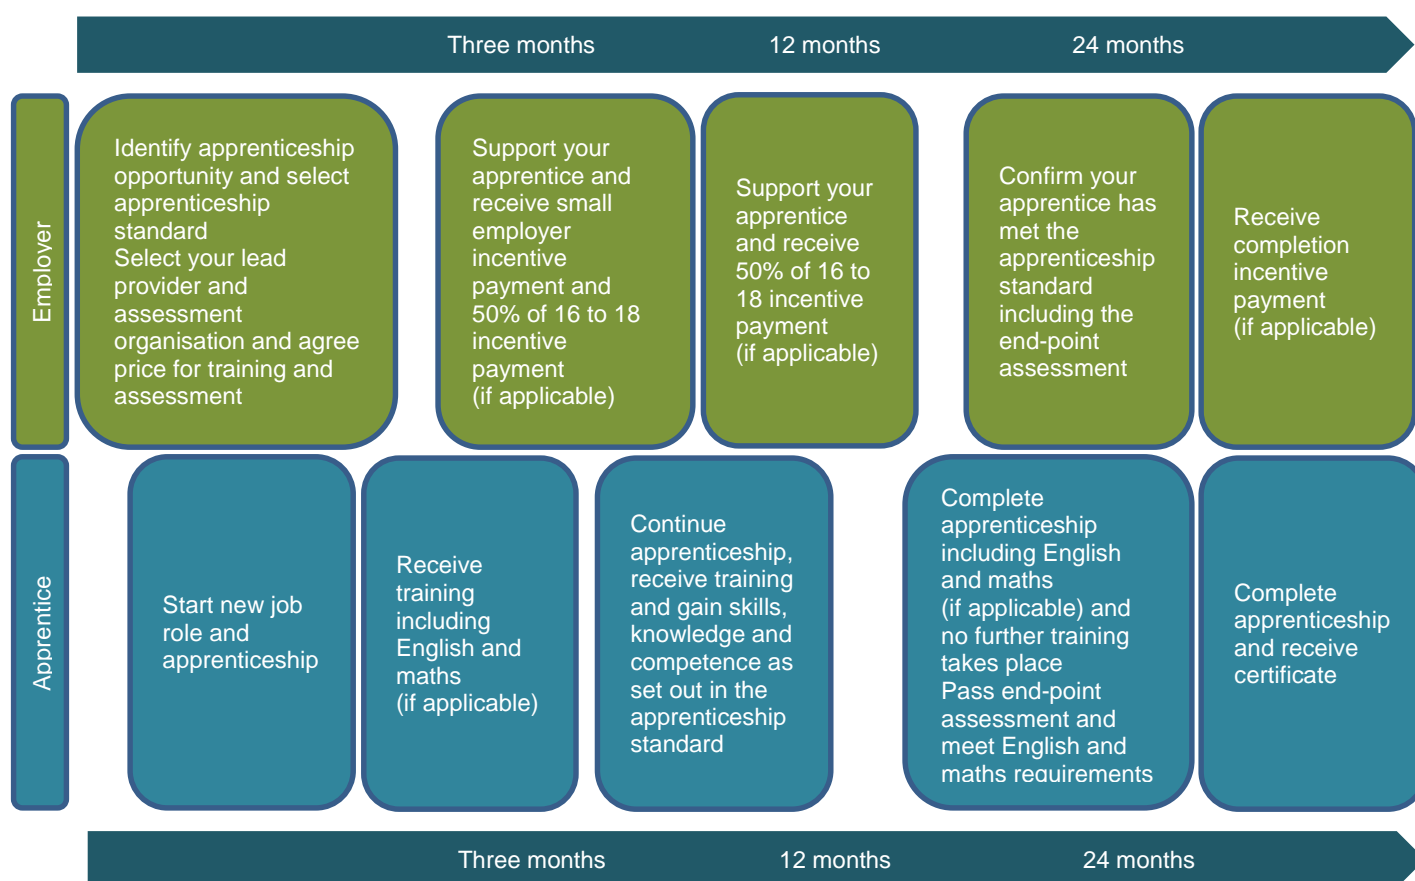 Three months
12 months
24 months
Employer
Identify apprenticeship
opportunity and select
apprenticeship
standard
Select your lead
provider and
assessment
organisation and agree
price for training and
assessment
Support your
apprentice and
receive small
employer
incentive
payment and
50% of 16 to 18
incentive
payment
(if applicable)
Support your
apprentice
and receive
50% of 16 to
18 incentive
payment
(if applicable)
Confirm your
apprentice has
met the
apprenticeship
standard
including the
end-point
assessment
Receive
completion
incentive
payment
(if applicable)
Apprentice
Start new job
role and
apprenticeship
Receive
training
including
English and
maths
(if applicable)
Continue
apprenticeship,
receive training
and gain skills,
knowledge and
competence as
set out in the
apprenticeship
standard
Complete
apprenticeship
including English
and maths
(if applicable) and
no further training
takes place
Pass end-point
assessment and
meet English and
maths requirements
Complete
apprenticeship
and receive
certificate
Three months
12 months
24 months